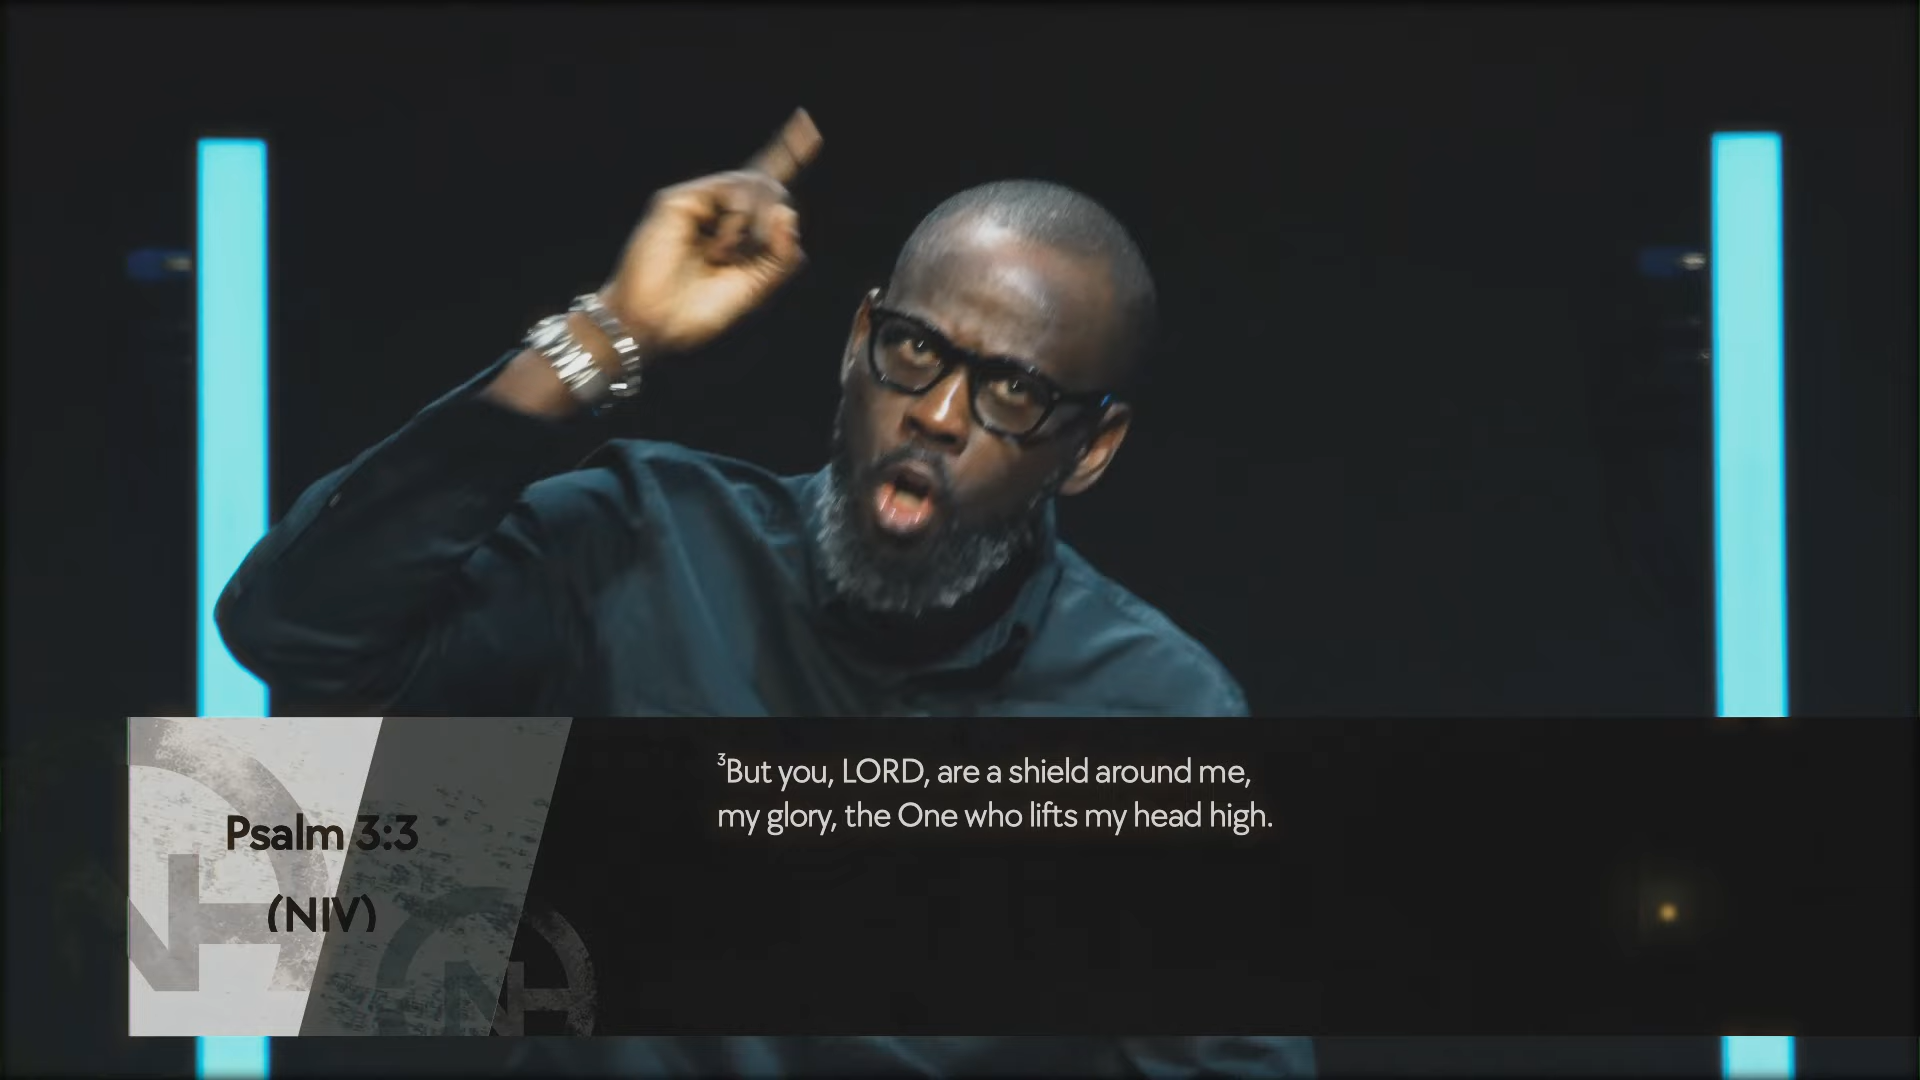 Psalm 3:3
(NIV)
³But you, LORD, are a shield around me,
my glory, the One who lifts my head high.